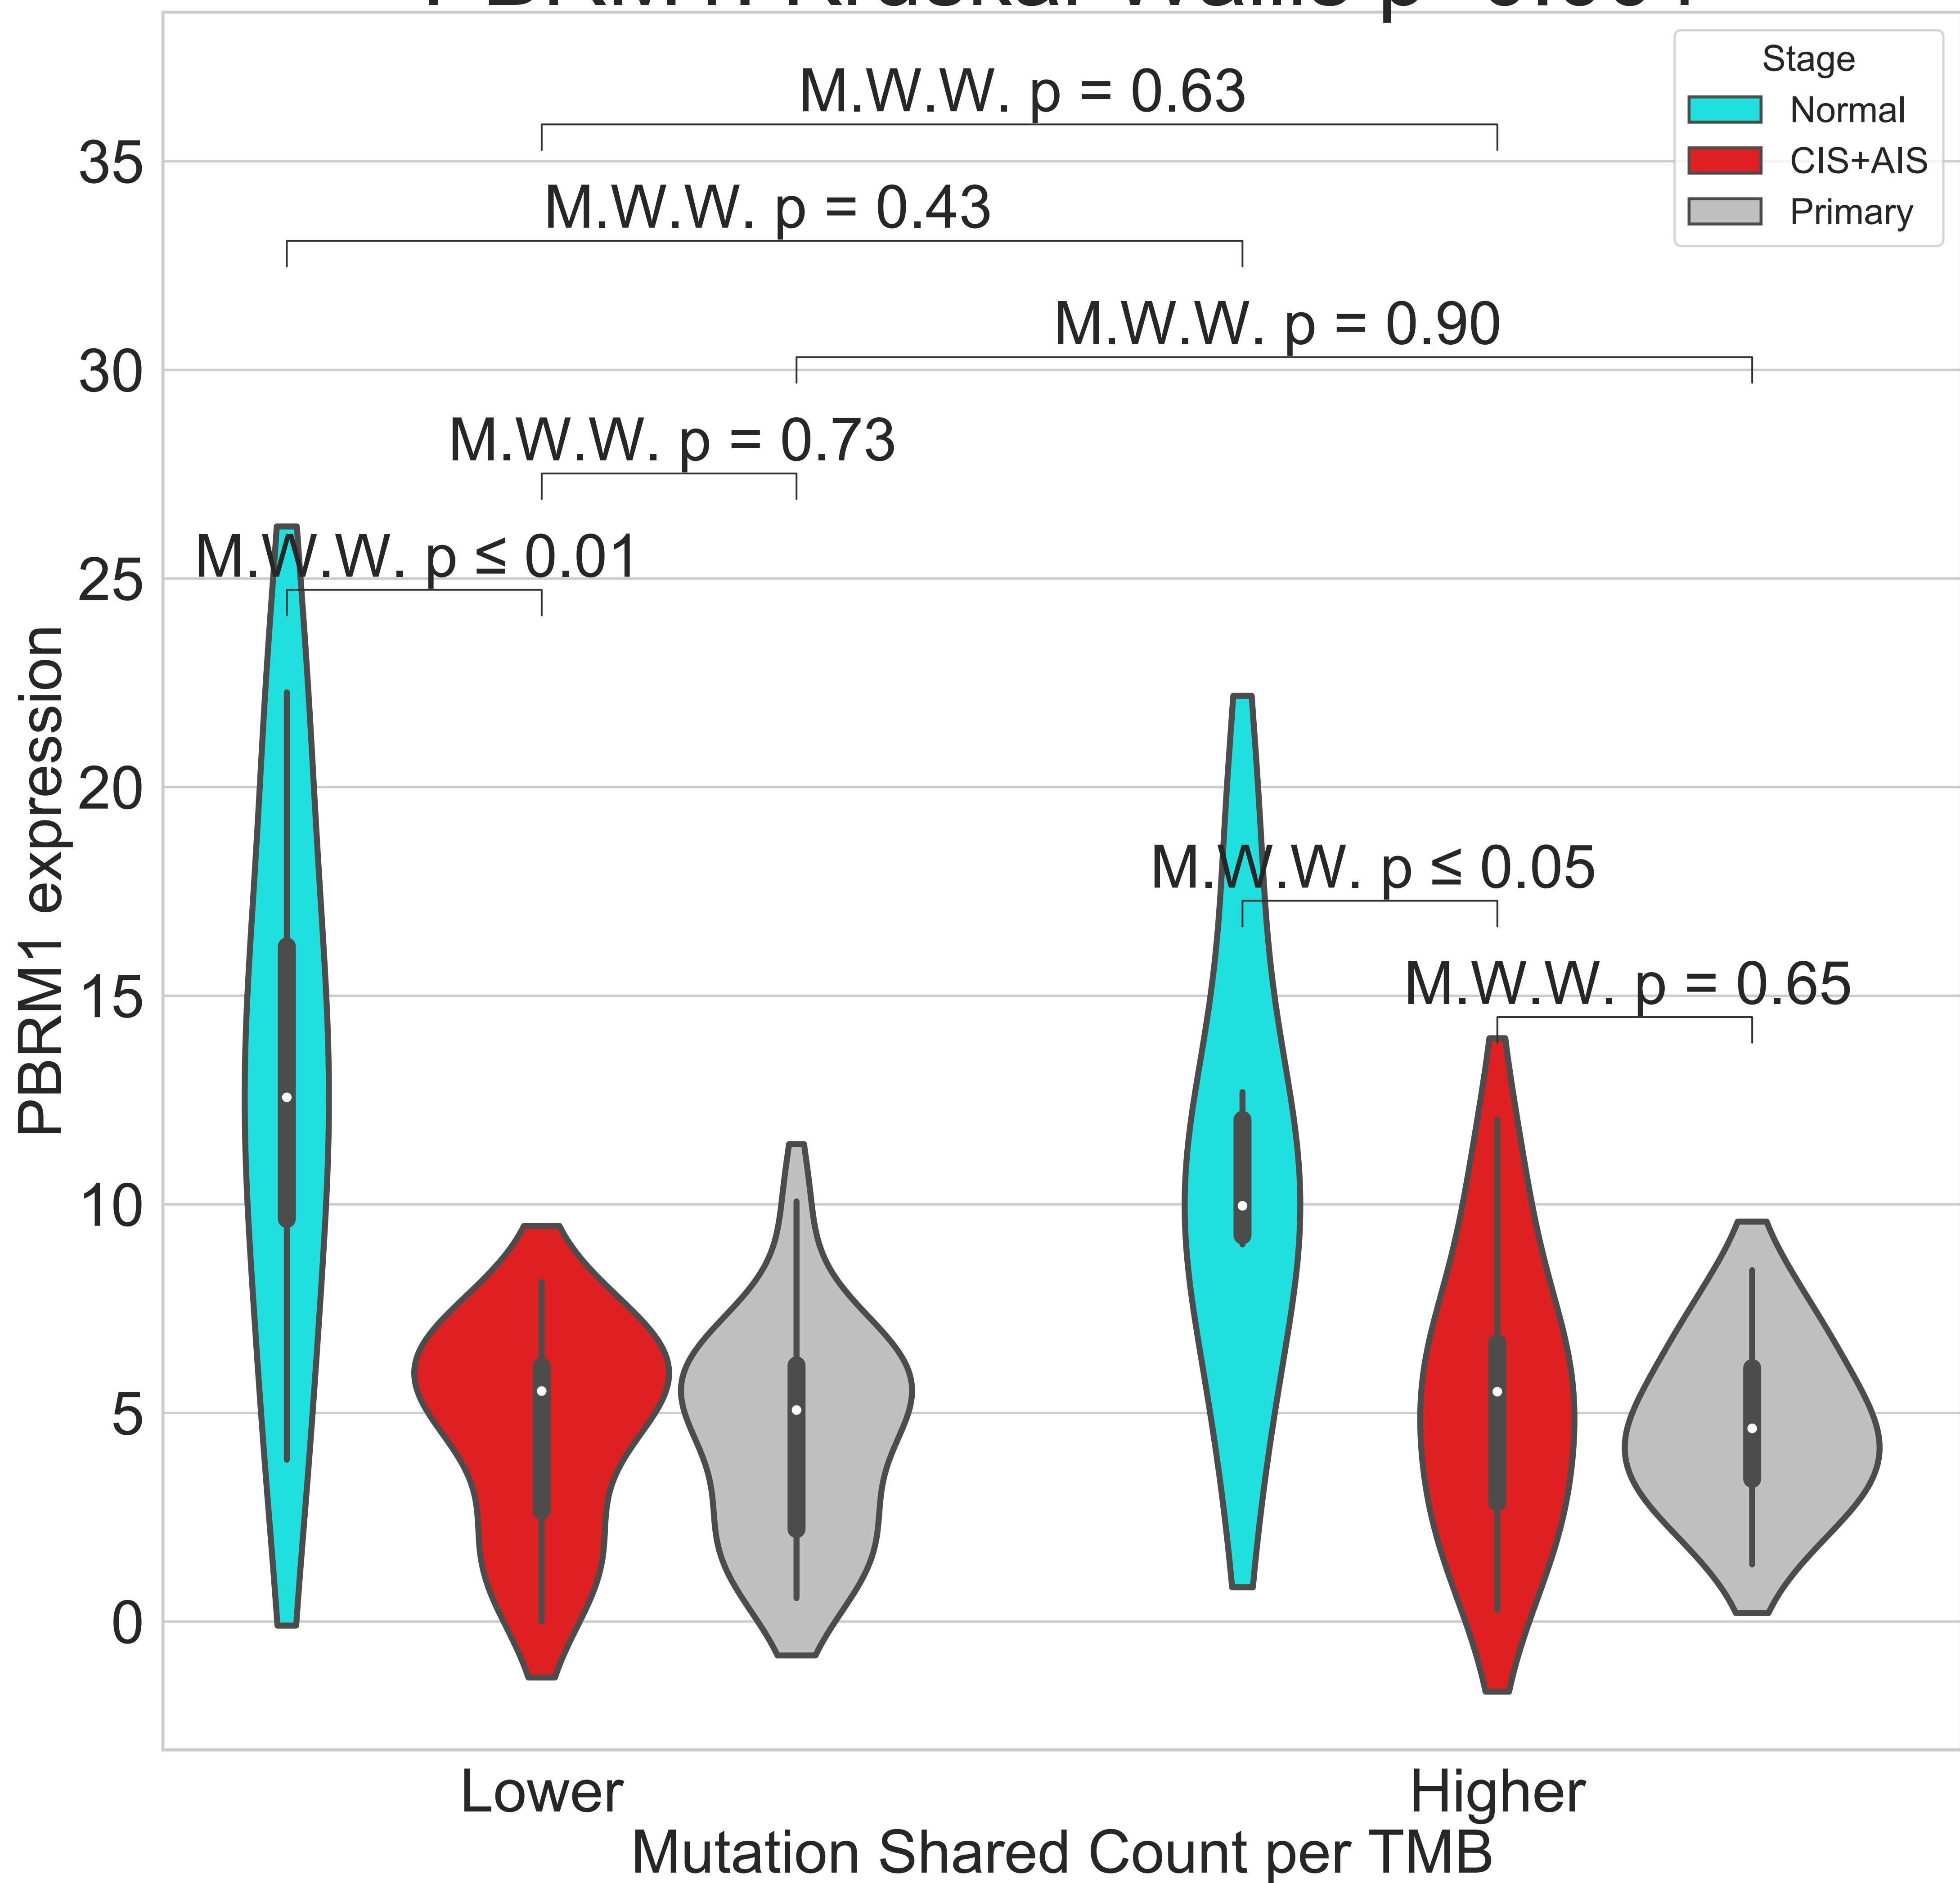 M.W.W. p = 0.63
M.W.W. p = 0.43
M.W.W. p = 0.90
M.W.W. p = 0.73
M.W.W. p ≤ 0.01
M.W.W. p ≤ 0.05
M.W.W. p = 0.65
Stage
Normal
CIS+AIS
Primary
35
30
25
20
15
10
5
0
PBRM1 expression
Lower
Higher
Mutation Shared Count per TMB